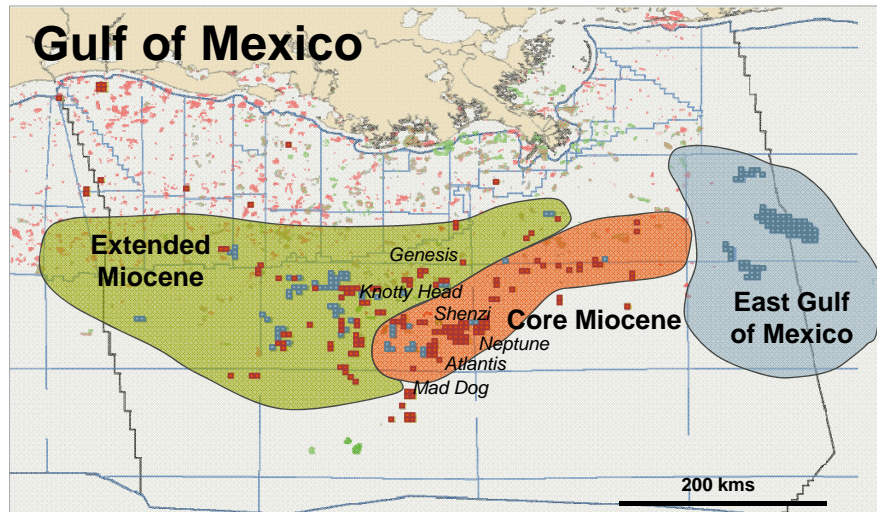 Gulf of Mexico
Extended
Miocene
Genesis
Knotty Head
Shenzi
Core Miocene
Neptune
Atlantis
Mad Dog
East Gulf
of Mexico
200 kms